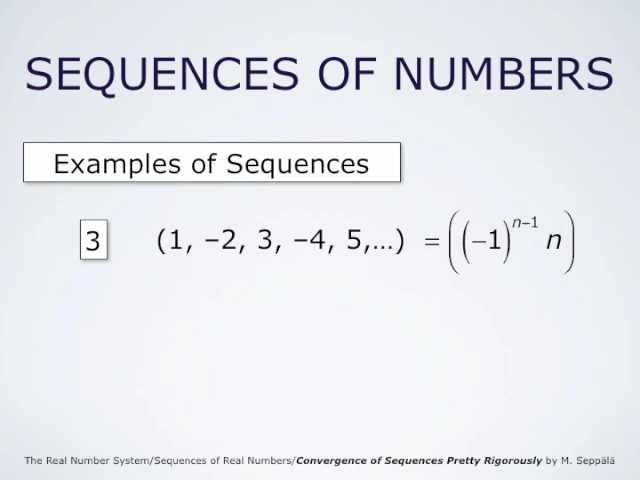 SEQUENCES OF NUMBERS
Examples of Sequences
3 (1, –2, 3, –4, 5,…) = ((−1)ⁿ⁻¹ n)
The Real Number System/Sequences of Real Numbers/Convergence of Sequences Pretty Rigorously by M. Seppälä